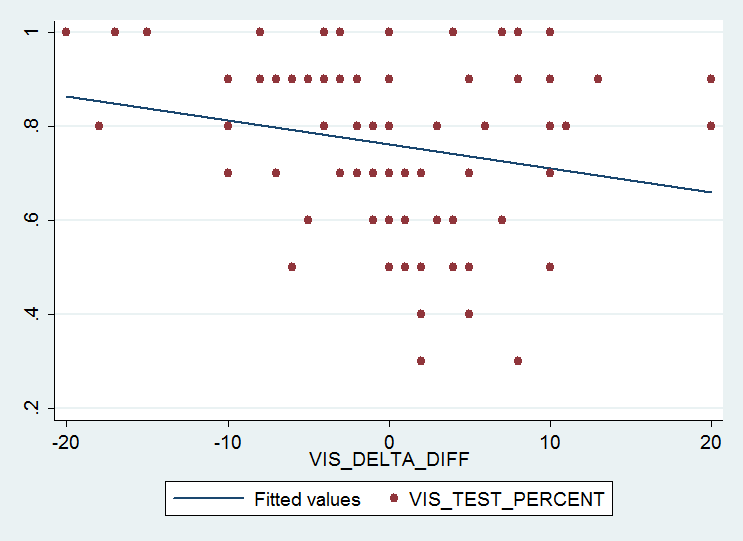 1
.8
.6
.4
.2
-20 -10 0 10 20
VIS_DELTA_DIFF
Fitted values VIS_TEST_PERCENT